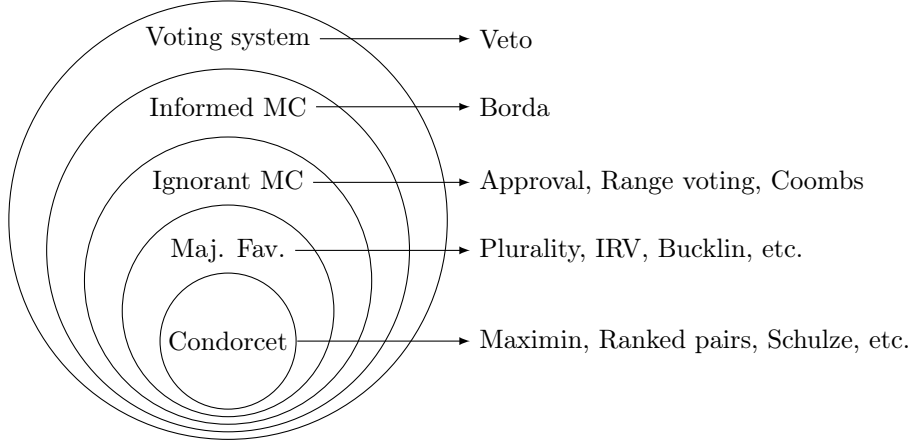 Voting system Veto
Informed MC Borda
Ignorant MC Approval, Range voting, Coombs
Maj. Fav. Plurality, IRV, Bucklin, etc.
Condorcet Maximin, Ranked pairs, Schulze, etc.